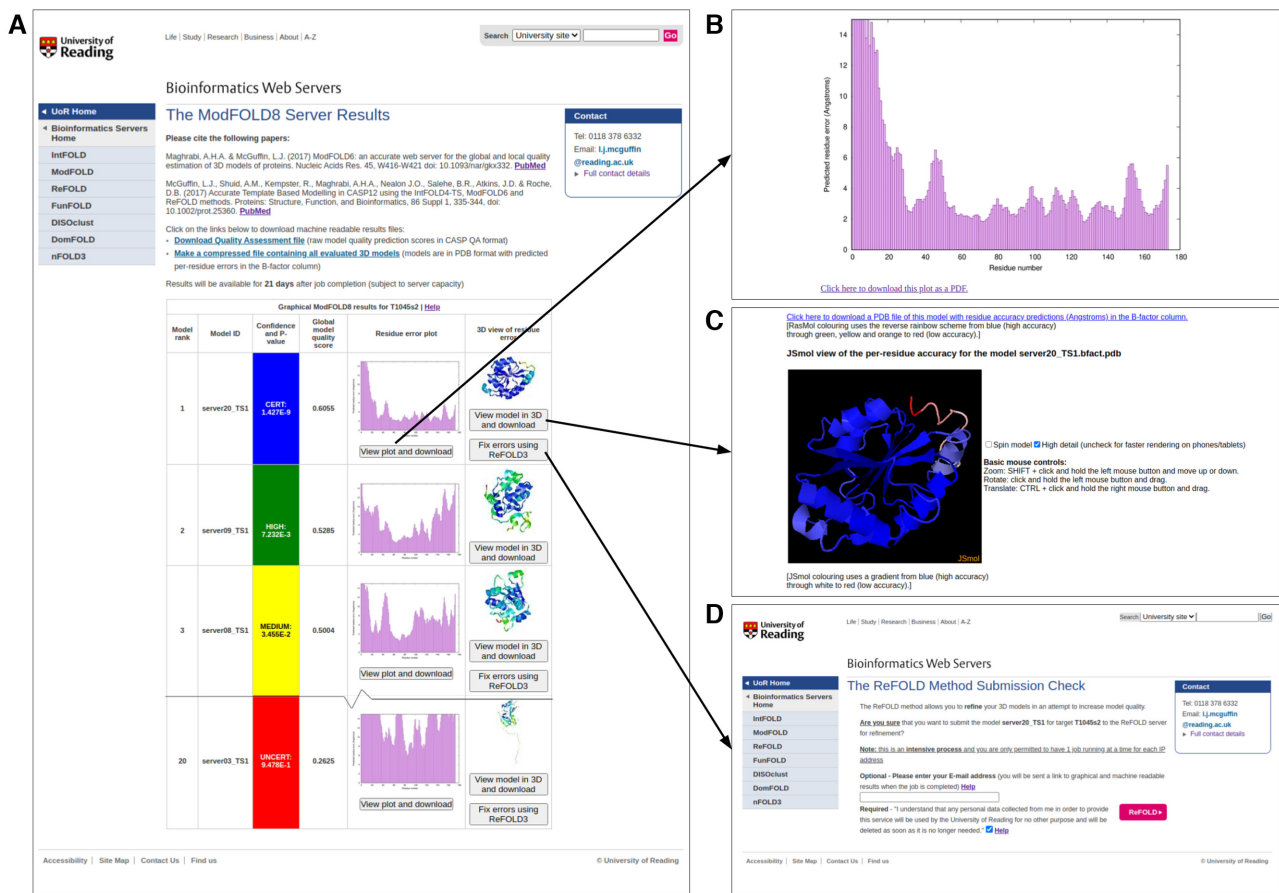 A
University of
Reading
Life | Study | Research | Business | About | A-Z
Search University site Go
Bioinformatics Web Servers
UoR Home
Bioinformatics Servers
Home
IntFOLD
ModFOLD
ReFOLD
FunFOLD
DISOclust
DomFOLD
nFOLD3
The ModFOLD8 Server Results
Please cite the following papers:
Maghrabi, A.H.A. & McGuffin, L.J. (2017) ModFOLD6: an accurate web server for the global and local quality
estimation of 3D models of proteins. Nucleic Acids Res. 45, W416-W421 doi: 10.1093/nar/gkx332. PubMed
McGuffin, L.J., Shuid, A.M., Kempster, R., Maghrabi, A.H.A., Nealon J.O., Salehe, B.R., Atkins, J.D. & Roche,
D.B. (2017) Accurate Template Based Modelling in CASP12 using the IntFOLD4-TS, ModFOLD6 and
ReFOLD methods. Proteins: Structure, Function, and Bioinformatics, 86 Suppl 1, 335-344, doi:
10.1002/prot.25360. PubMed
Click on the links below to download machine readable results files:
• Download Quality Assessment file (raw model quality prediction scores in CASP QA format)
• Make a compressed file containing all evaluated 3D models (models are in PDB format with predicted
per-residue errors in the B-factor column)
Results will be available for 21 days after job completion (subject to server capacity)
Contact
Tel: 0118 378 6332
Email: l.j.mcguffin
@reading.ac.uk
Full contact details
Graphical ModFOLD8 results for T1045s2 | Help
Model
rank
Model ID
Confidence
and P-
value
Global
model
quality
score
Residue error plot
3D view of residue
error
1
server20_TS1
CERT:
1.427E-9
0.6055
View plot and download
View model in 3D
and download
Fix errors using
ReFOLD3
2
server09_TS1
HIGH:
7.232E-3
0.5285
View plot and download
View model in 3D
and download
3
server08_TS1
MEDIUM:
3.455E-2
0.5004
View plot and download
View model in 3D
and download
Fix errors using
ReFOLD3
20
server03_TS1
UNCERT:
9.478E-1
0.2625
View plot and download
View model in 3D
and download
Fix errors using
ReFOLD3
Accessibility | Site Map | Contact Us | Find us
© University of Reading
B
Predicted residue error (Angstroms)
14
12
10
8
6
4
2
0
0 20 40 60 80 100 120 140 160 180
Residue number
Click here to download this plot as a PDF.
C
Click here to download a PDB file of this model with residue accuracy predictions (Angstroms) in the B-factor column.
[RasMol colouring uses the reverse rainbow scheme from blue (high accuracy)
through green, yellow and orange to red (low accuracy).]
JSmol view of the per-residue accuracy for the model server20_TS1.bfact.pdb
JSmol
Spin model High detail (uncheck for faster rendering on phones/tablets)
Basic mouse controls:
Zoom: SHIFT + click and hold the left mouse button and move up or down.
Rotate: click and hold the left mouse button and drag.
Translate: CTRL + click and hold the right mouse button and drag.
[JSmol colouring uses a gradient from blue (high accuracy)
through white to red (low accuracy).]
D
University of
Reading
Life | Study | Research | Business | About | A-Z
Search University site Go
Bioinformatics Web Servers
UoR Home
Bioinformatics Servers
Home
IntFOLD
ModFOLD
ReFOLD
FunFOLD
DISOclust
DomFOLD
nFOLD3
The ReFOLD Method Submission Check
The ReFOLD method allows you to refine your 3D models in an attempt to increase model quality.
Are you sure that you want to submit the model server20_TS1 for target T1045s2 to the ReFOLD server
for refinement?
Note: this is an intensive process and you are only permitted to have 1 job running at a time for each IP
address
Optional - Please enter your E-mail address (you will be sent a link to graphical and machine readable
results when the job is completed) Help
Required - "I understand that any personal data collected from me in order to provide
this service will be used by the University of Reading for no other purpose and will be
deleted as soon as it is no longer needed." Help
ReFOLD
Contact
Tel: 0118 378 6332
Email: l.j.mcguffin
@reading.ac.uk
Full contact details
Accessibility | Site Map | Contact Us | Find us
© University of Reading